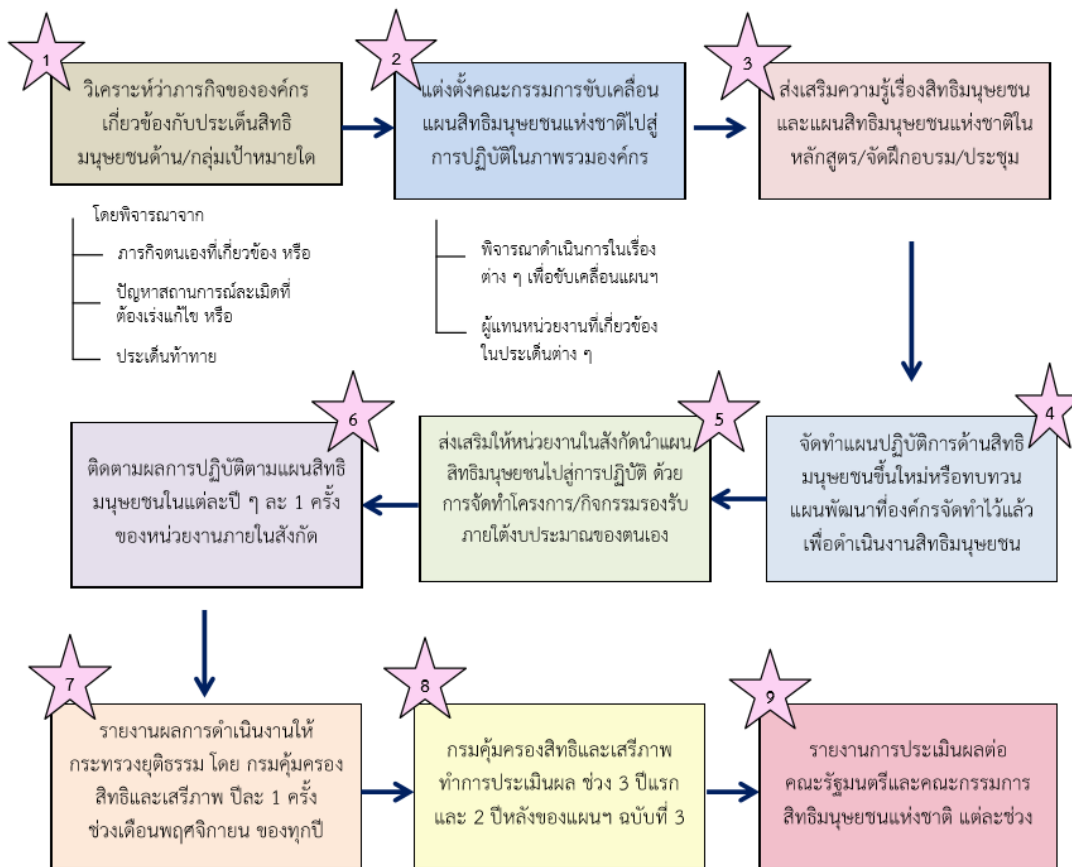 1
วิเคราะห์ว่าภารกิจขององค์กร
เกี่ยวข้องกับประเด็นสิทธิ
มนุษยชนด้าน/กลุ่มเป้าหมายใด
โดยพิจารณาจาก
ภารกิจตนเองที่เกี่ยวข้อง หรือ
ปัญหาสถานการณ์ละเมิดที่
ต้องเร่งแก้ไข หรือ
ประเด็นท้าทาย
2
แต่งตั้งคณะกรรมการขับเคลื่อน
แผนสิทธิมนุษยชนแห่งชาติไปสู่
การปฏิบัติในภาพรวมองค์กร
พิจารณาดำเนินการในเรื่อง
ต่าง ๆ เพื่อขับเคลื่อนแผนฯ
ผู้แทนหน่วยงานที่เกี่ยวข้อง
ในประเด็นต่าง ๆ
3
ส่งเสริมความรู้เรื่องสิทธิมนุษยชน
และแผนสิทธิมนุษยชนแห่งชาติใน
หลักสูตร/จัดฝึกอบรม/ประชุม
4
จัดทำแผนปฏิบัติการด้านสิทธิ
มนุษยชนขึ้นใหม่หรือทบทวน
แผนพัฒนาที่องค์กรจัดทำไว้แล้ว
เพื่อดำเนินงานสิทธิมนุษยชน
5
ส่งเสริมให้หน่วยงานในสังกัดนำแผน
สิทธิมนุษยชนไปสู่การปฏิบัติ ด้วย
การจัดทำโครงการ/กิจกรรมรองรับ
ภายใต้งบประมาณของตนเอง
6
ติดตามผลการปฏิบัติตามแผนสิทธิ
มนุษยชนในแต่ละปี ๆ ละ 1 ครั้ง
ของหน่วยงานภายในสังกัด
7
รายงานผลการดำเนินงานให้
กระทรวงยุติธรรม โดย กรมคุ้มครอง
สิทธิและเสรีภาพ ปีละ 1 ครั้ง
ช่วงเดือนพฤศจิกายน ของทุกปี
8
กรมคุ้มครองสิทธิและเสรีภาพ
ทำการประเมินผล ช่วง 3 ปีแรก
และ 2 ปีหลังของแผนฯ ฉบับที่ 3
9
รายงานการประเมินผลต่อ
คณะรัฐมนตรีและคณะกรรมการ
สิทธิมนุษยชนแห่งชาติ แต่ละช่วง